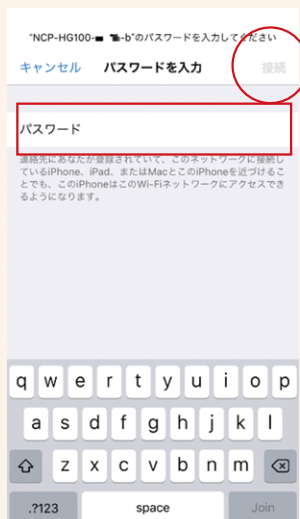 "NCP-HG100- -b"のパスワードを入力してください
キャンセル パスワードを入力 接続
パスワード
連絡先にあなたが登録されていて、このネットワークに接続し
ているiPhone、iPad、またはMacとこのiPhoneを近づけるこ
とでも、このiPhoneはこのWi-Fiネットワークにアクセスでき
るようになります。
q w e r t y u i o p
a s d f g h j k l
z x c v b n m
.?123 space Join